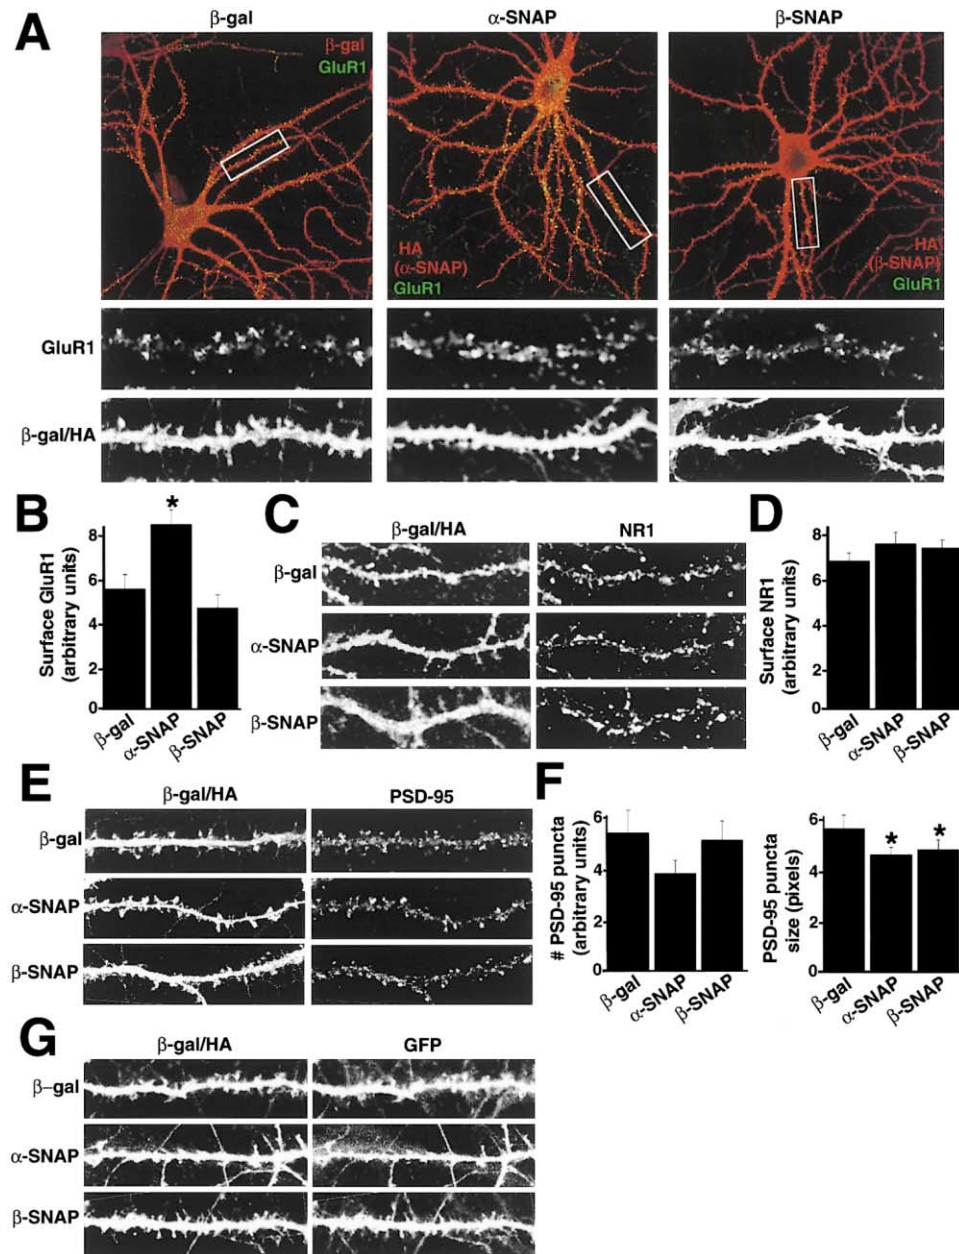 A
β-gal
α-SNAP
β-SNAP
β-gal
GluR1
HA
(α-SNAP)
GluR1
HA
(β-SNAP)
GluR1
GluR1
β-gal/HA
B
Surface GluR1
(arbitrary units)
8
6
4
2
0
*
β-gal
α-SNAP
β-SNAP
C
β-gal/HA
NR1
β-gal
α-SNAP
β-SNAP
D
Surface NR1
(arbitrary units)
8
6
4
2
0
β-gal
α-SNAP
β-SNAP
E
β-gal/HA
PSD-95
β-gal
α-SNAP
β-SNAP
F
# PSD-95 puncta
(arbitrary units)
6
4
2
0
β-gal
α-SNAP
β-SNAP
PSD-95 puncta
size (pixels)
6
4
2
0
*
*
β-gal
α-SNAP
β-SNAP
G
β-gal/HA
GFP
β–gal
α-SNAP
β-SNAP